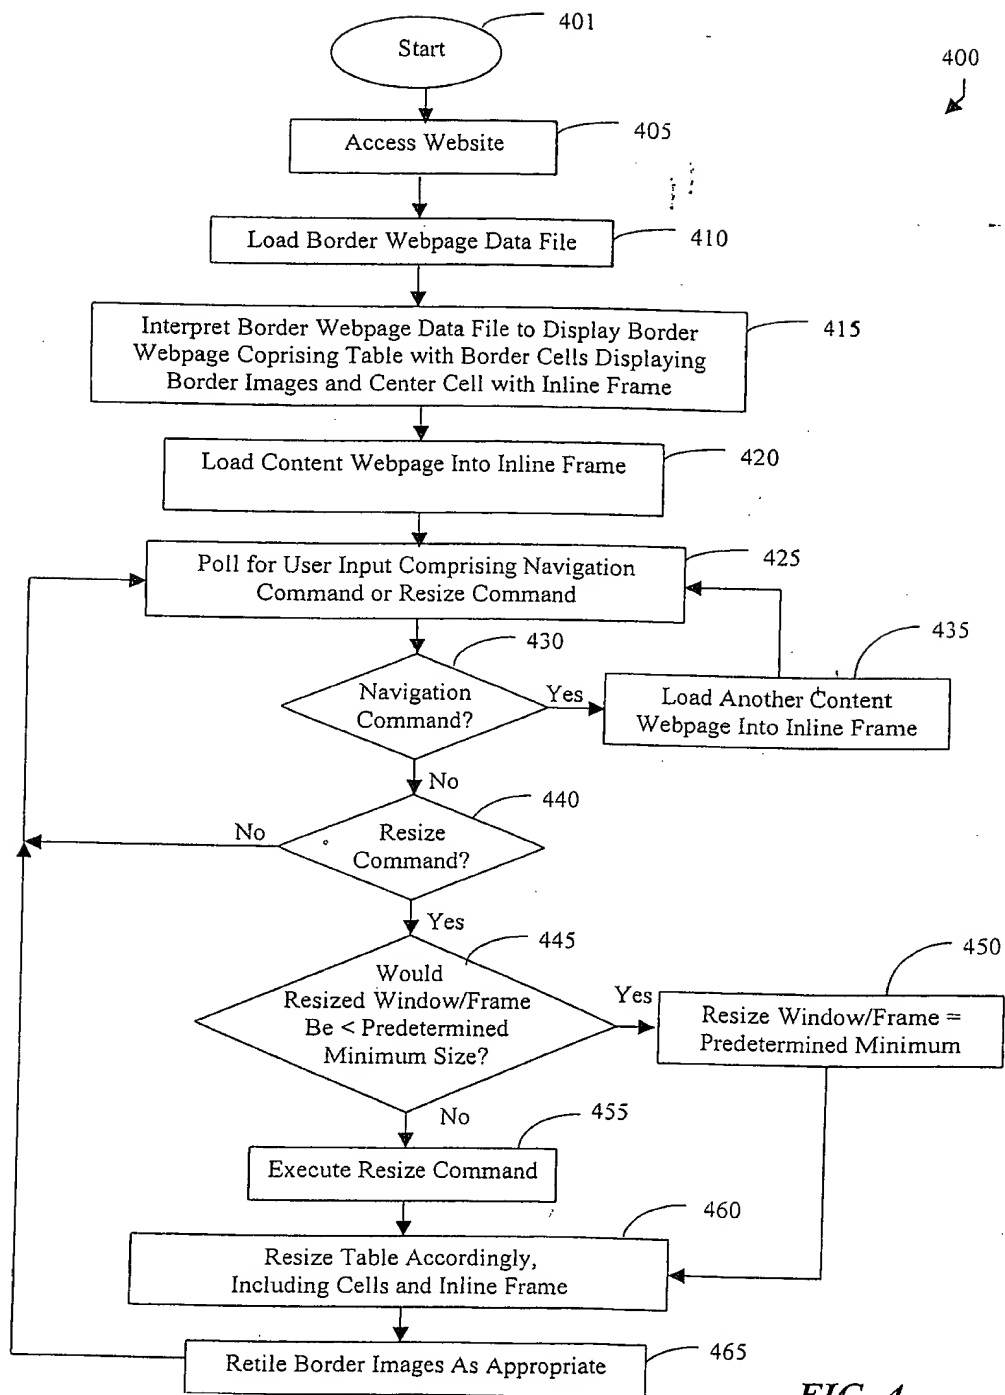 401
Start
400
405
Access Website
410
Load Border Webpage Data File
415
Interpret Border Webpage Data File to Display Border
Webpage Coprising Table with Border Cells Displaying
Border Images and Center Cell with Inline Frame
420
Load Content Webpage Into Inline Frame
425
Poll for User Input Comprising Navigation
Command or Resize Command
430
435
Navigation
Command?
Yes
Load Another Content
Webpage Into Inline Frame
No
440
No
Resize
Command?
Yes
445
450
Would
Resized Window/Frame
Be < Predetermined
Minimum Size?
Yes
Resize Window/Frame =
Predetermined Minimum
No
455
Execute Resize Command
460
Resize Table Accordingly,
Including Cells and Inline Frame
465
Retile Border Images As Appropriate
FIG. 4